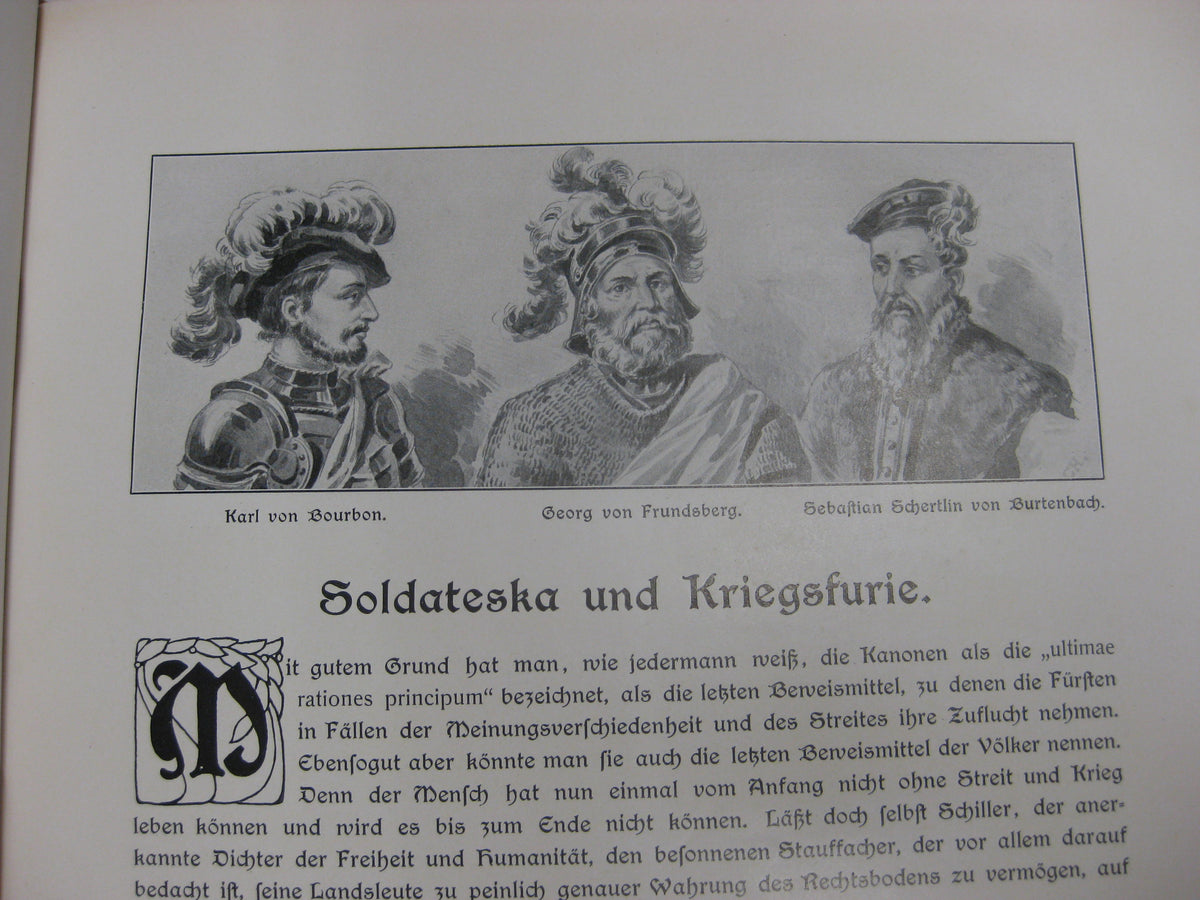 Karl von Bourbon. Georg von Frundsberg. Sebaſtian Schertlin von Burtenbach.
Soldateska und Kriegsfurie.
Mit gutem Grund hat man, wie jedermann weiß, die Kanonen als die „ultimae
rationes principum“ bezeichnet, als die letzten Beweismittel, zu denen die Fürſten
in Fällen der Meinungsverſchiedenheit und des Streites ihre Zuflucht nehmen.
Ebenſogut aber könnte man ſie auch die letzten Beweismittel der Völker nennen.
Denn der Menſch hat nun einmal vom Anfang nicht ohne Streit und Krieg
leben können und wird es bis zum Ende nicht können. Läßt doch ſelbſt Schiller, der aner-
kannte Dichter der Freiheit und Humanität, den beſonnenen Stauffacher, der vor allem darauf
bedacht iſt, ſeine Landsleute zu peinlich genauer Wahrung des Rechtsbodens zu vermögen, auf